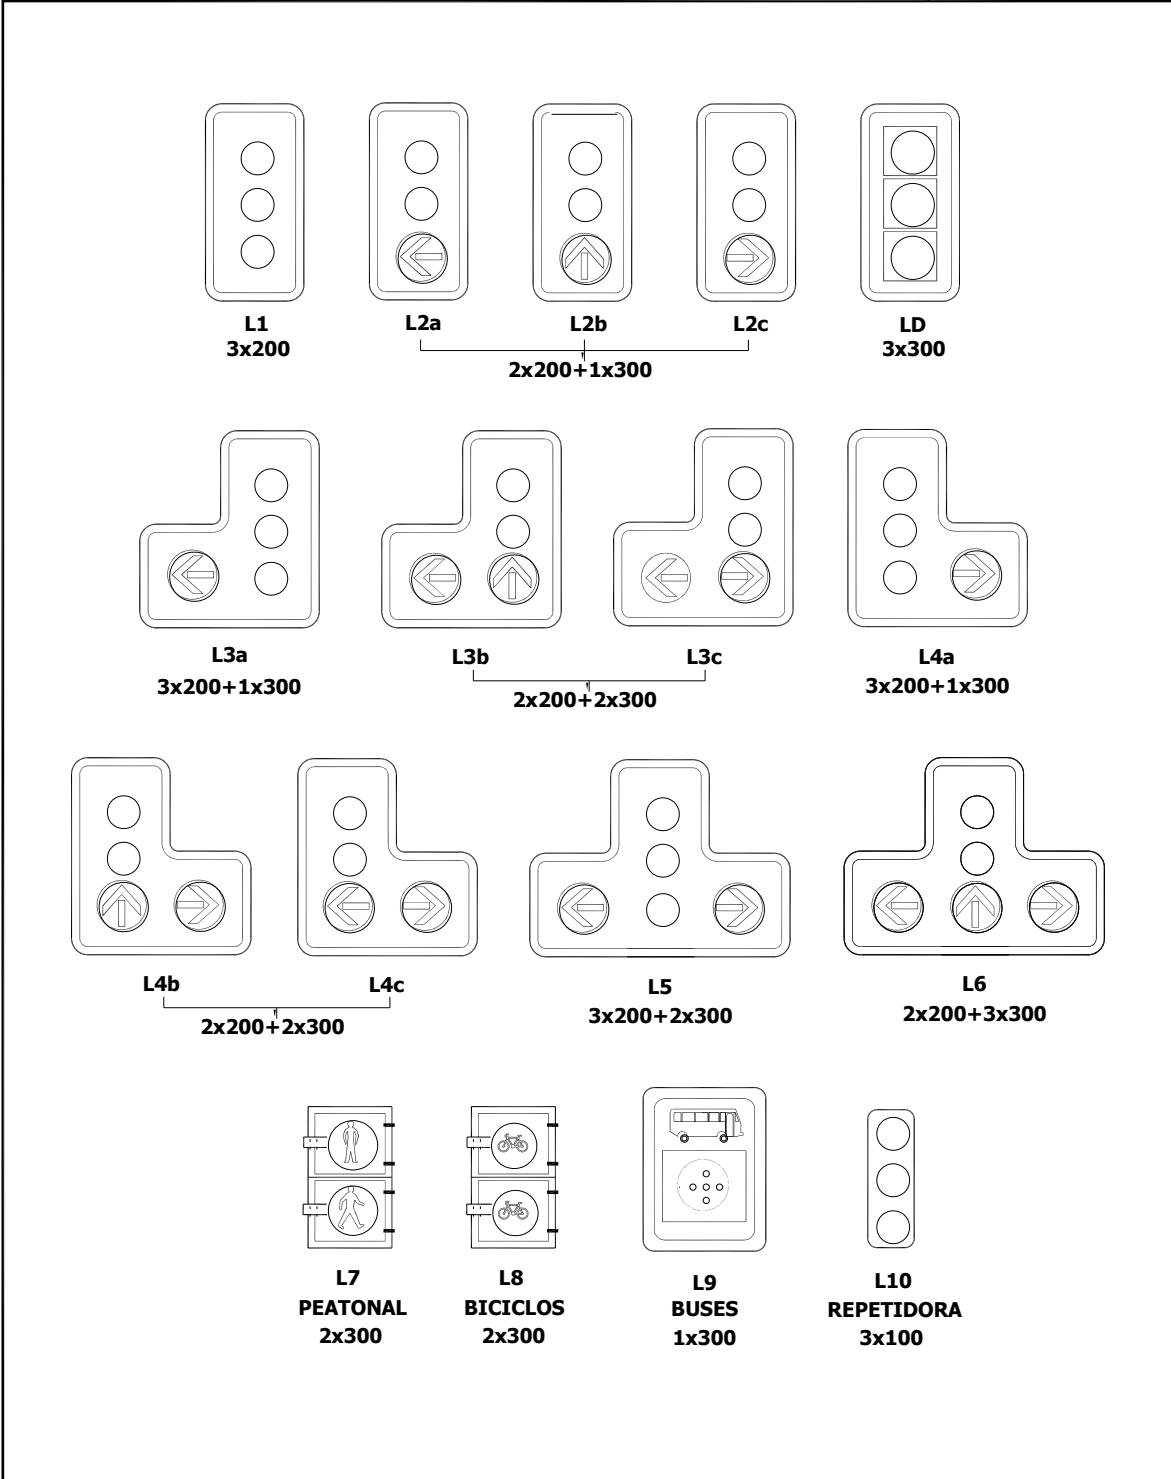 L1
3x200
L2a
L2b
L2c
2x200+1x300
LD
3x300
L3a
3x200+1x300
L3b
L3c
2x200+2x300
L4a
3x200+1x300
L4b
L4c
2x200+2x300
L5
3x200+2x300
L6
2x200+3x300
L7
PEATONAL
2x300
L8
BICICLOS
2x300
L9
BUSES
1x300
L10
REPETIDORA
3x100